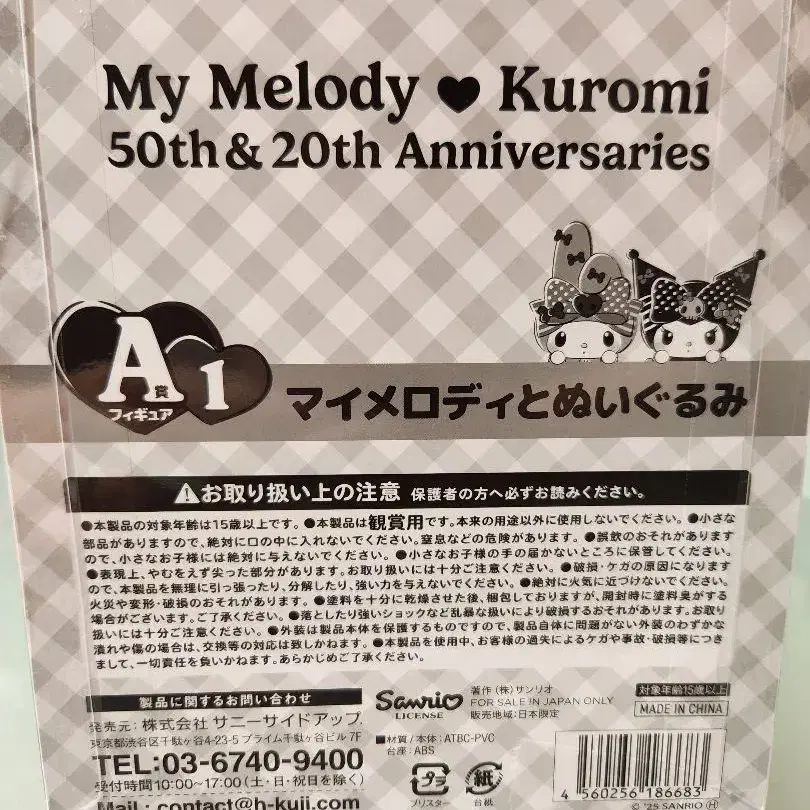 My Melody ♥ Kuromi
50th & 20th Anniversaries
A賞
フィギュア
1
マイメロディとぬいぐるみ
⚠お取り扱い上の注意 保護者の方へ必ずお読みください。
●本製品の対象年齢は15歳以上です。●本製品は観賞用です。本来の用途以外に使用しないでください。●小さな
部品がありますので、絶対に口の中に入れないでください。窒息などの危険があります。●誤飲のおそれがあります
ので、小さなお子様には絶対に与えないでください。●小さなお子様の手の届かないところに保管してください。
●表現上、やむをえず尖った部分があります。お取り扱いには十分ご注意ください。●破損・ケガの原因になります
ので、本製品を無理に引っ張ったり、分解したり、強い力を与えないでください。●絶対に火気に近づけないでください。
火災や変形・破損のおそれがあります。●塗料を十分に乾燥させた後、梱包しておりますが、開封時に塗料臭がする
場合がございます。ご了承ください。●落としたり強いショックなど乱暴な扱いにより破損するおそれがあります。お取り
扱いには十分ご注意ください。●外装は製品本体を保護するものですので、製品自体に問題がない外装のわずかな
潰れや傷の場合は、交換等の対応は致しかねます。●本製品を使用中、お客様の過失によるケガや事故・破損等につき
まして、一切責任を負いかねます。あらかじめご了承ください。
製品に関するお問い合わせ
発売元:株式会社 サニーサイドアップ
東京都渋谷区千駄ヶ谷4-23-5 プライム千駄ヶ谷ビル 7F
TEL:03-6740-9400
受付時間10:00~17:00(土・日・祝日を除く)
Mail:contact@h-kuji.com
Sanrio
LICENSE
著作 (株)サンリオ
FOR SALE IN JAPAN ONLY
販売地域:日本限定
■材質/本体:ATBC-PVC
台座:ABS
プラ
ブリスター
紙
台紙
対象年齢15歳以上
MADE IN CHINA
4 560256 186683
© '25 SANRIO Ⓗ